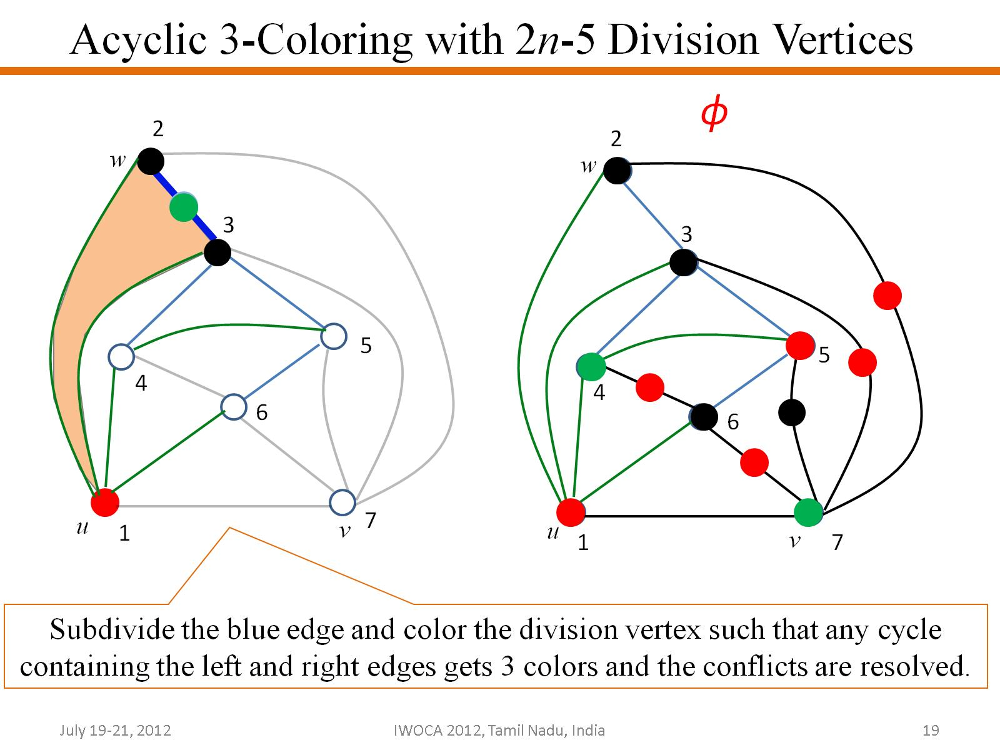 Acyclic 3-Coloring with 2n-5 Division Vertices
ϕ
2
w
3
5
4
6
u
1
v
7
2
w
3
5
4
6
u
1
v
7
Subdivide the blue edge and color the division vertex such that any cycle
containing the left and right edges gets 3 colors and the conflicts are resolved.
July 19-21, 2012
IWOCA 2012, Tamil Nadu, India
19